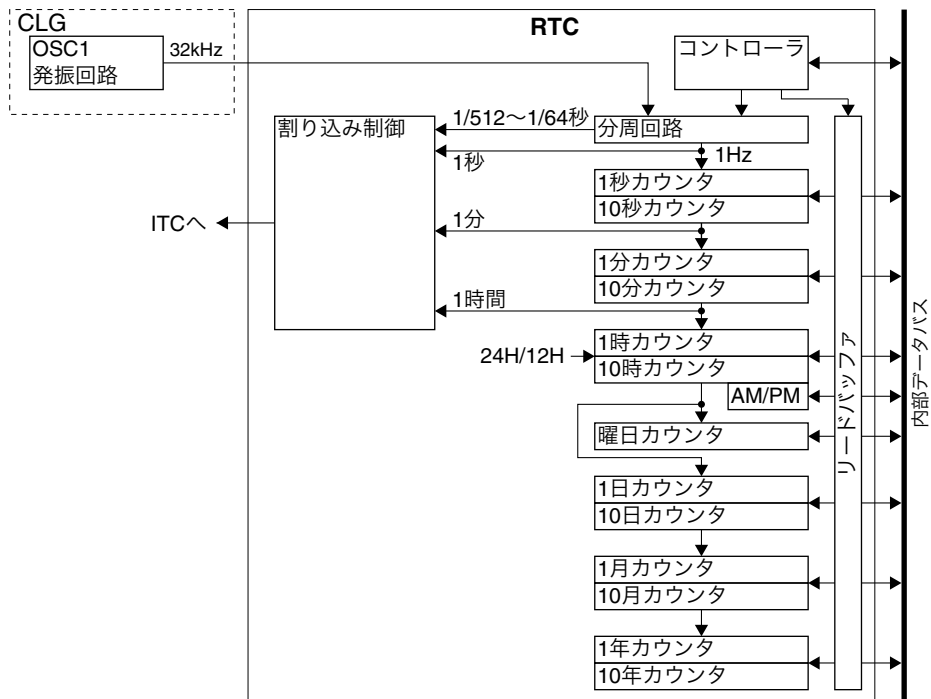 CLG
RTC
OSC1
発振回路
32kHz
コントローラ
割り込み制御
1/512～1/64秒
分周回路
1秒
1Hz
1秒カウンタ
10秒カウンタ
ITCへ
1分
1分カウンタ
10分カウンタ
1時間
24H/12H
1時カウンタ
10時カウンタ
AM/PM
曜日カウンタ
1日カウンタ
10日カウンタ
1月カウンタ
10月カウンタ
1年カウンタ
10年カウンタ
リードバッファ
内部データバス